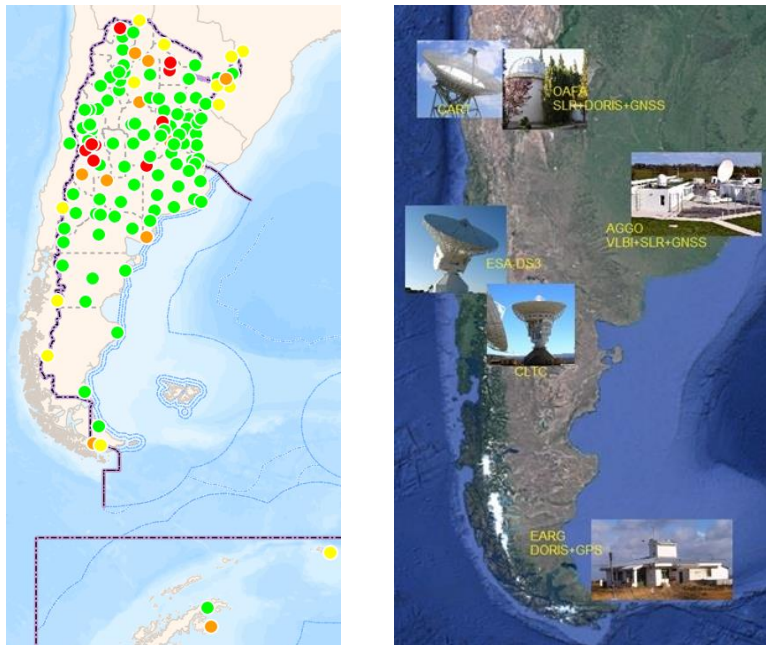 CART
OAFA
SLR+DORIS+GNSS
AGGO
VLBI+SLR+GNSS
ESA-DS3
CLTC
EARG
DORIS+GPS